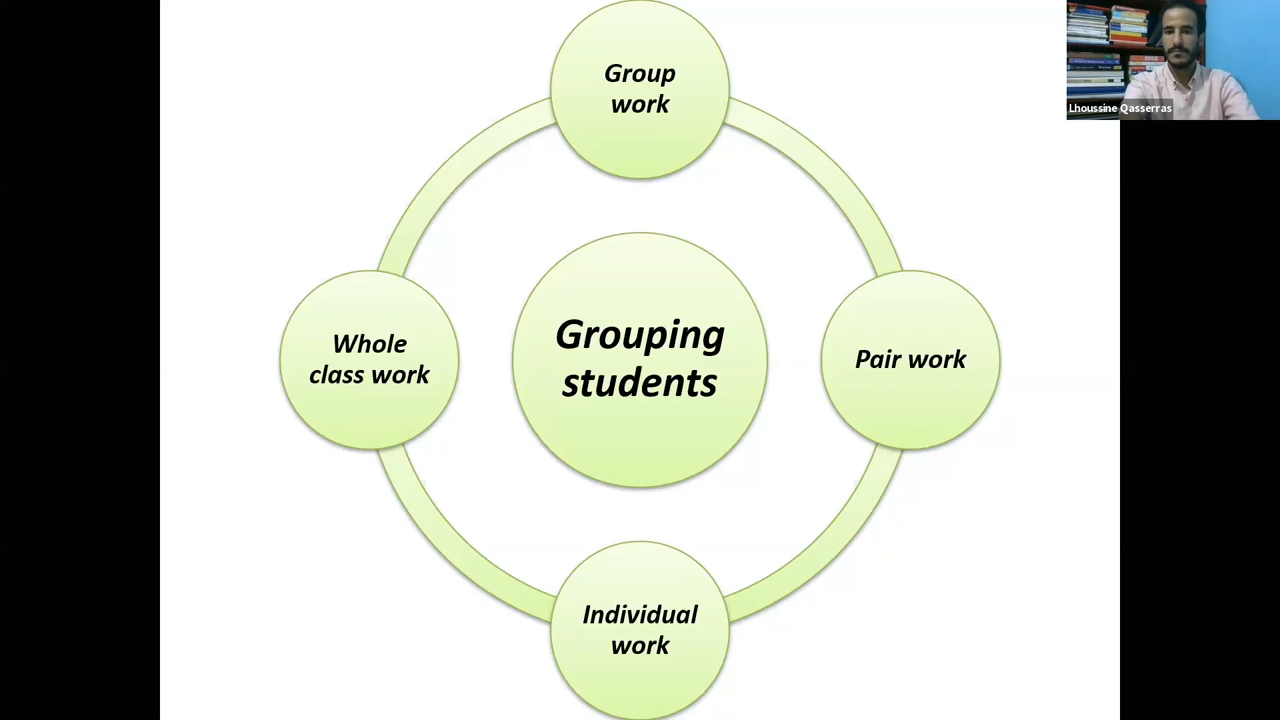 Group
work
Lhoussine Qasserras
Whole
class work
Grouping
students
Pair work
Individual
work